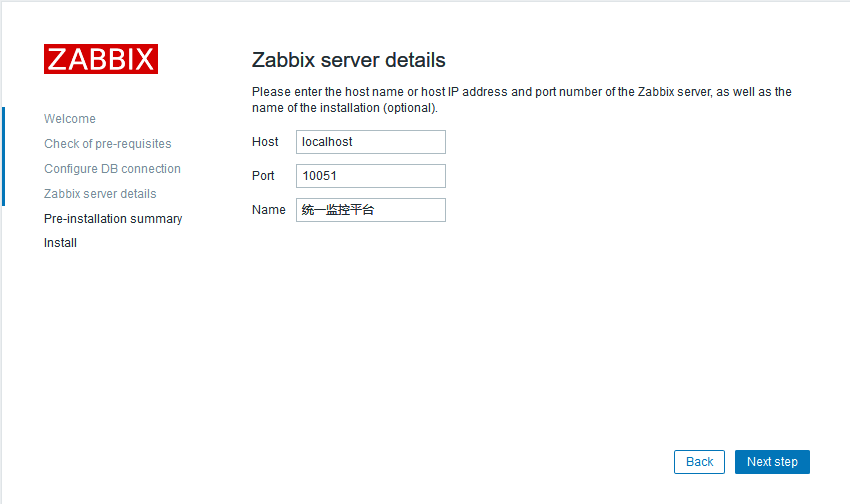 ZABBIX
Welcome
Check of pre-requisites
Configure DB connection
Zabbix server details
Pre-installation summary
Install
Zabbix server details
Please enter the host name or host IP address and port number of the Zabbix server, as well as the
name of the installation (optional).
Host localhost
Port 10051
Name 统一监控平台
Back Next step